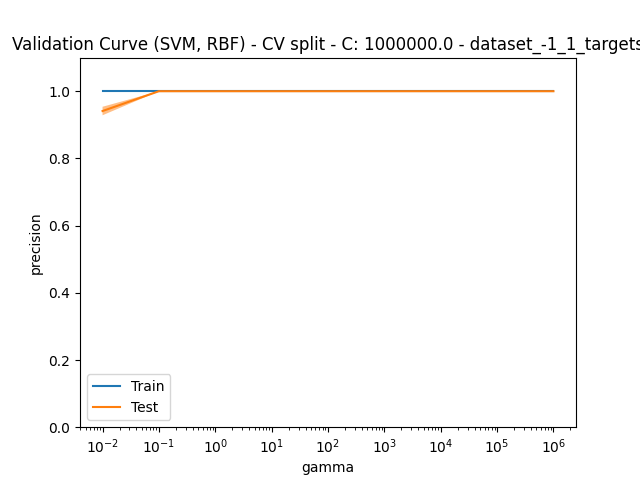 Validation Curve (SVM, RBF) - CV split - C: 1000000.0 - dataset_-1_1_targets
1.0
0.8
0.6
0.4
0.2
0.0
precision
Train
Test
10⁻² 10⁻¹ 10⁰ 10¹ 10² 10³ 10⁴ 10⁵ 10⁶
gamma